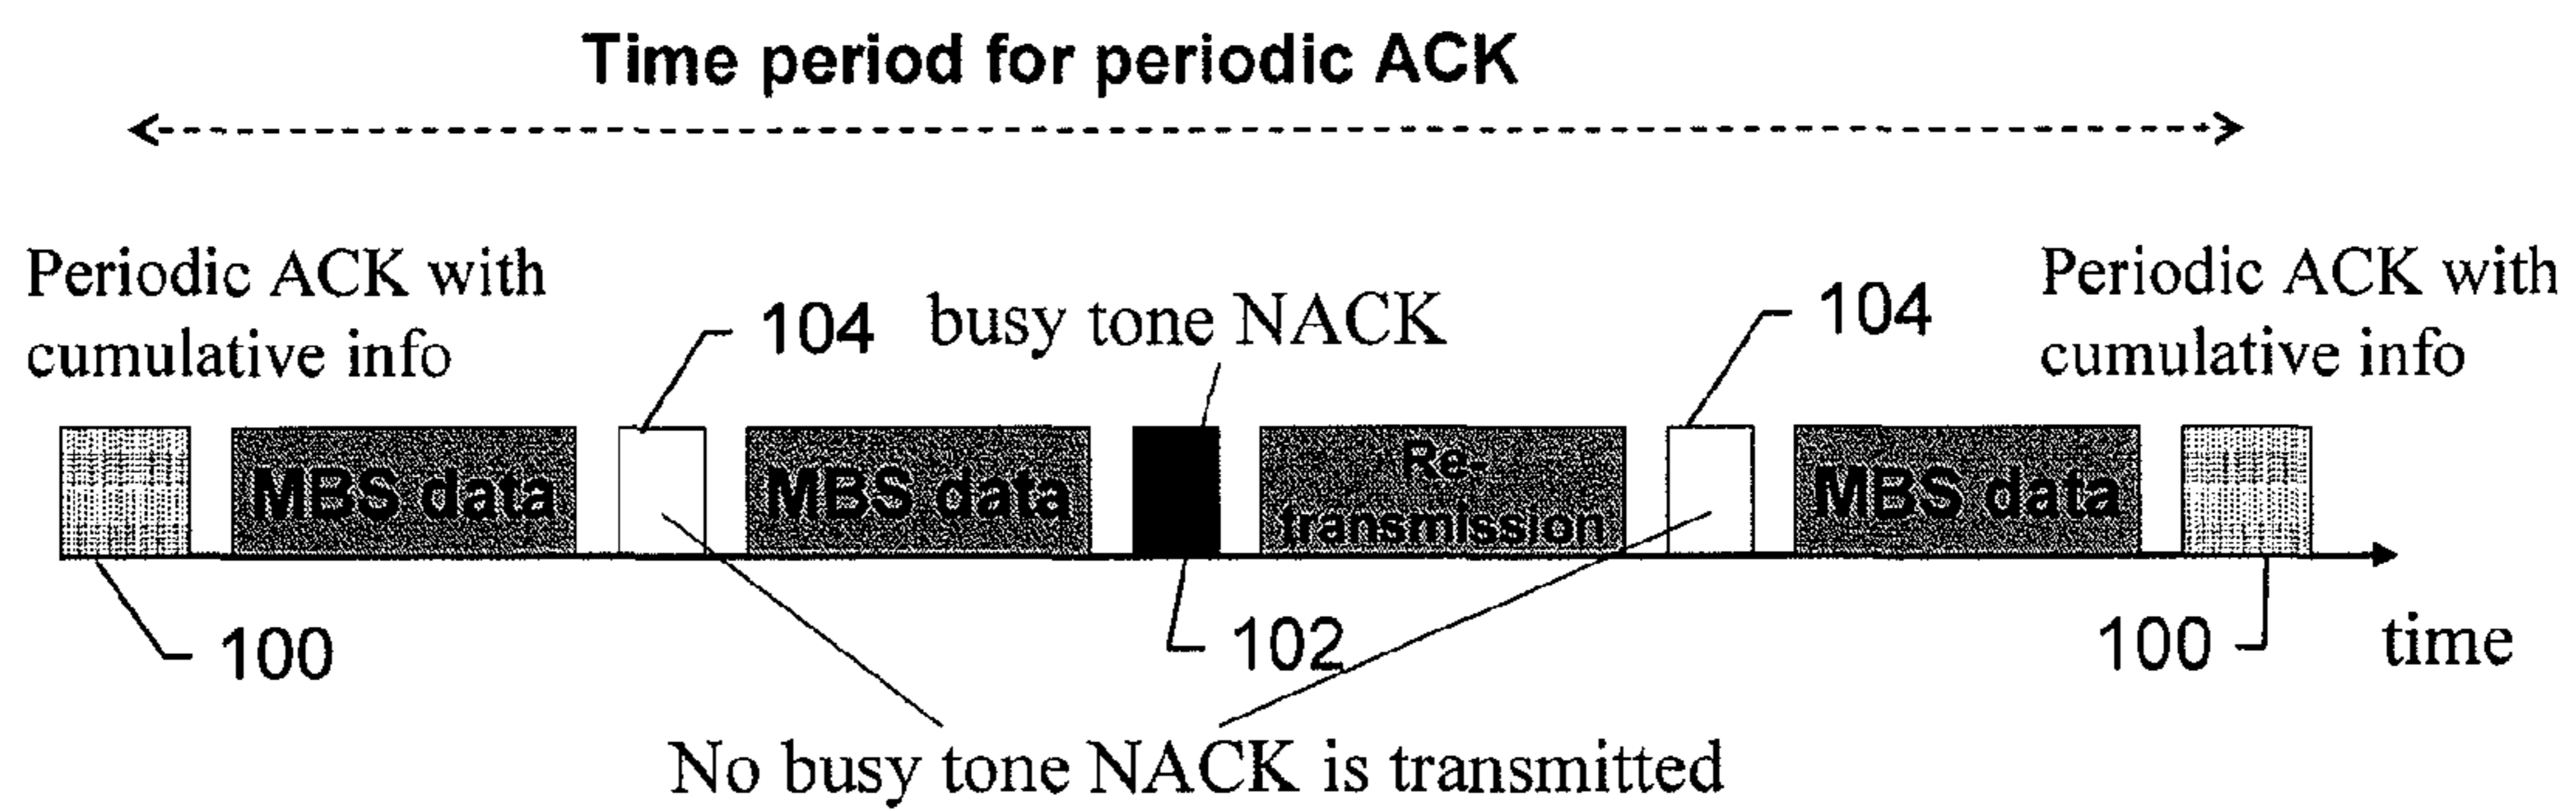 Time period for periodic ACK
Periodic ACK with
cumulative info
104
busy tone NACK
104
Periodic ACK with
cumulative info
MBS data
MBS data
Re-
transmission
MBS data
100
102
100
time
No busy tone NACK is transmitted